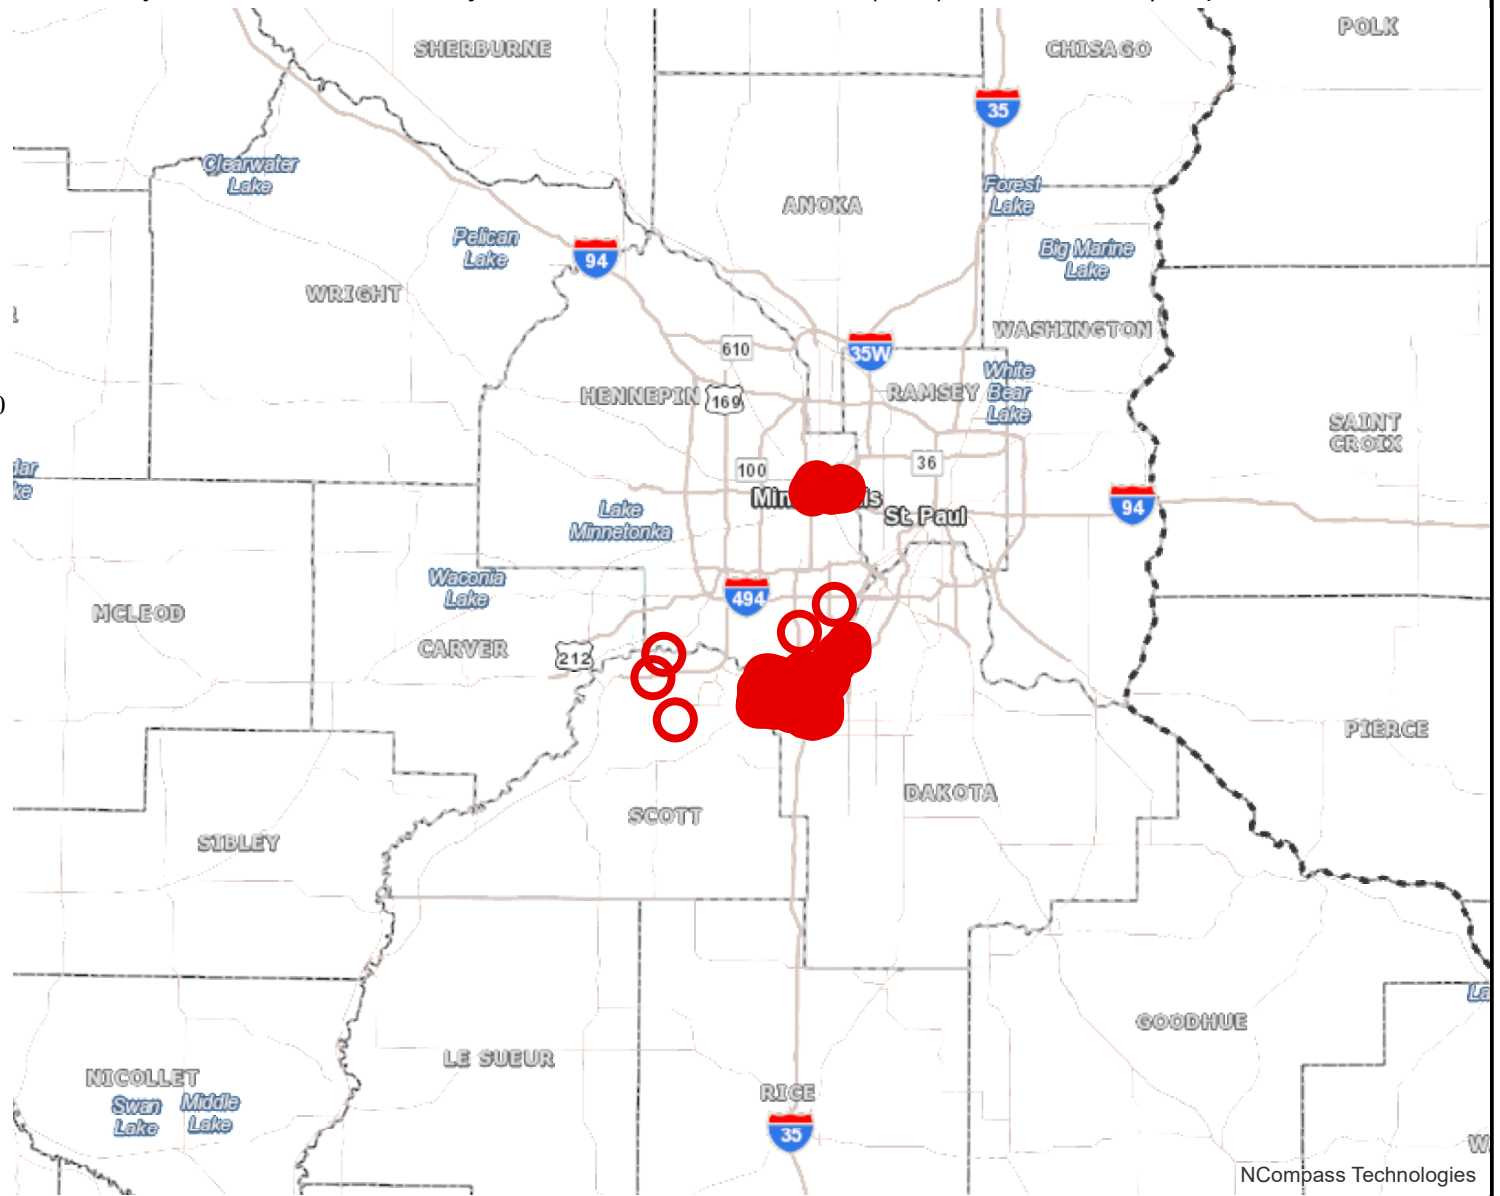 SHERBURNE
CHISAGO
POLK
35
Clearwater
Lake
Forest
Lake
ANOKA
Pelican
Lake
Big Marine
Lake
94
WRIGHT
WASHINGTON
610
35W
White
Bear
Lake
HENNEPIN
169
RAMSEY
SAINT
CROIX
100
36
St. Paul
94
Lake
Minnetonka
Waconia
Lake
494
MCLEOD
CARVER
212
PIERCE
DAKOTA
SCOTT
SIBLEY
GOODHUE
LE SUEUR
NICOLLET
RICE
Swan
Lake
Middle
Lake
35
NCompass Technologies